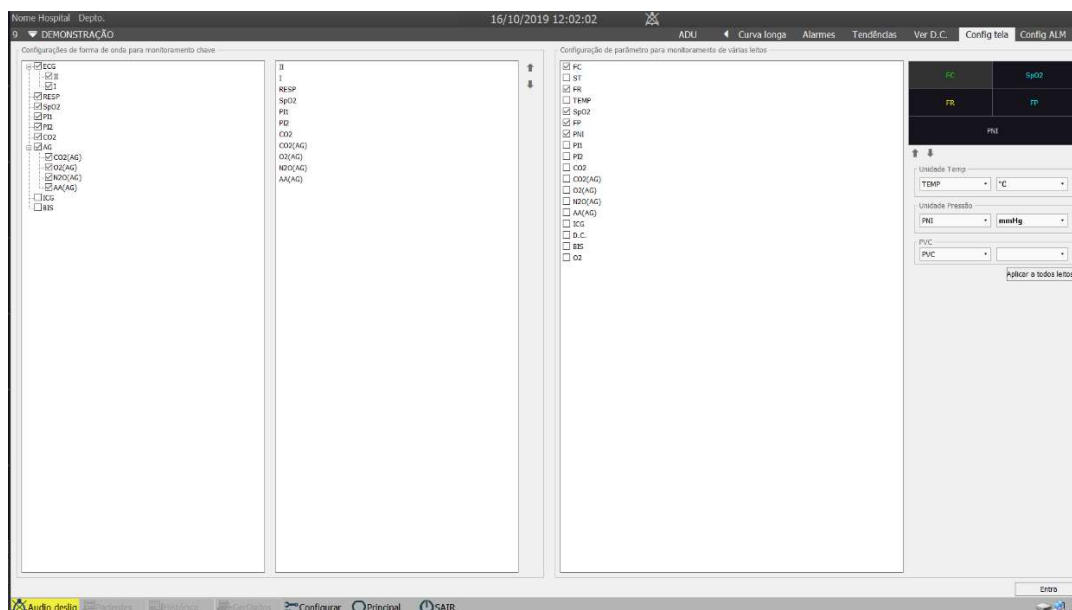 Nome Hospital Depto. 16/10/2019 12:02:02
9 DEMONSTRAÇÃO ADU Curva longa Alarmes Tendências Ver D.C. Config tela Config ALM
Configurações de forma de onda para monitoramento chave
ECG
II
I
RESP
SpO2
PI1
PI2
CO2
AG
CO2(AG)
O2(AG)
N2O(AG)
AA(AG)
ICG
BIS
II
I
RESP
SpO2
PI1
PI2
CO2
CO2(AG)
O2(AG)
N2O(AG)
AA(AG)
Configuração de parâmetro para monitoramento de várias leitos
FC
ST
FR
TEMP
SpO2
FP
PNI
PI1
PI2
CO2
CO2(AG)
O2(AG)
N2O(AG)
AA(AG)
ICG
D.C.
BIS
O2
FC SpO2
FR FP
PNI
Unidade Temp
TEMP °C
Unidade Pressão
PNI mmHg
PVC
PVC
Aplicar a todos leitos
Entra
Audio deslig Pacientes Histórico GerDados Configurar Principal SAIR